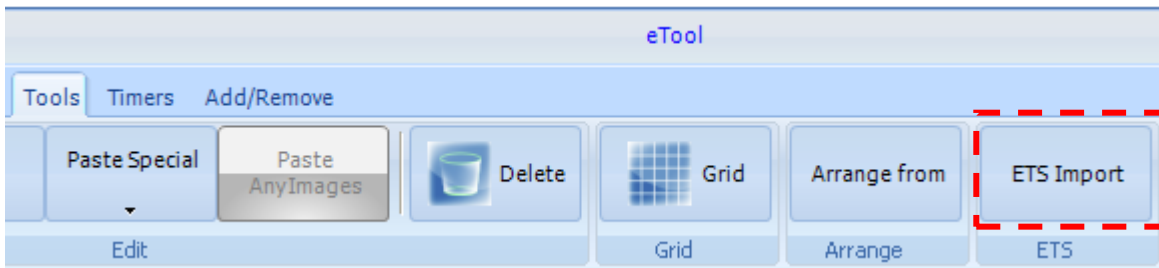 eTool
Tools Timers Add/Remove
Paste Special Paste AnyImages Delete Grid Arrange from ETS Import
Edit Grid Arrange ETS